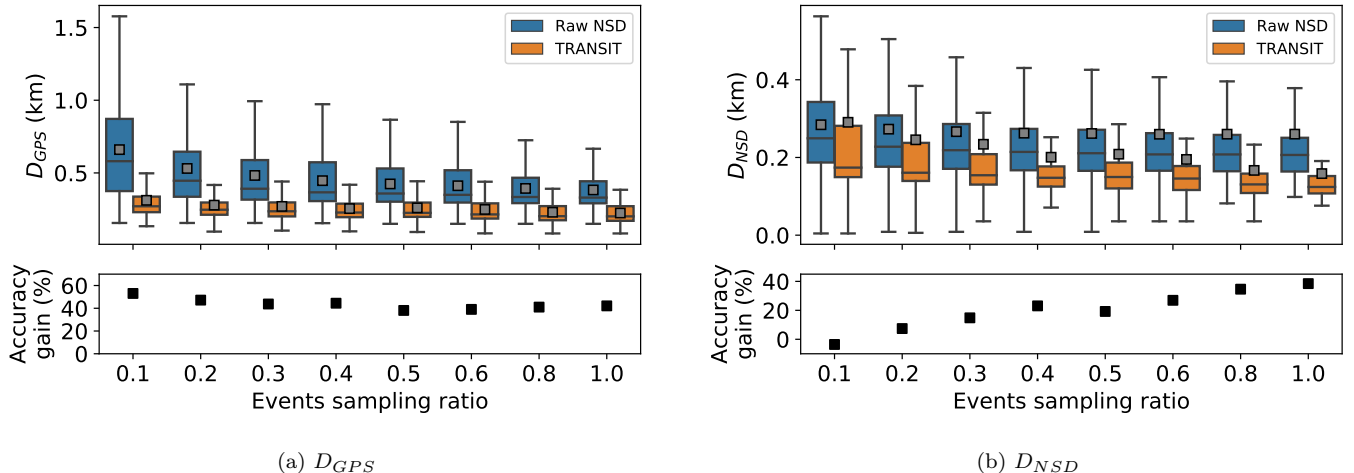 Raw NSD
TRANSIT
D_GPS (km)
1.5
1.0
0.5
Accuracy
gain (%)
60
40
20
0
0.1 0.2 0.3 0.4 0.5 0.6 0.8 1.0
Events sampling ratio
(a) D_GPS
Raw NSD
TRANSIT
D_NSD (km)
0.4
0.2
0.0
Accuracy
gain (%)
40
20
0
0.1 0.2 0.3 0.4 0.5 0.6 0.8 1.0
Events sampling ratio
(b) D_NSD